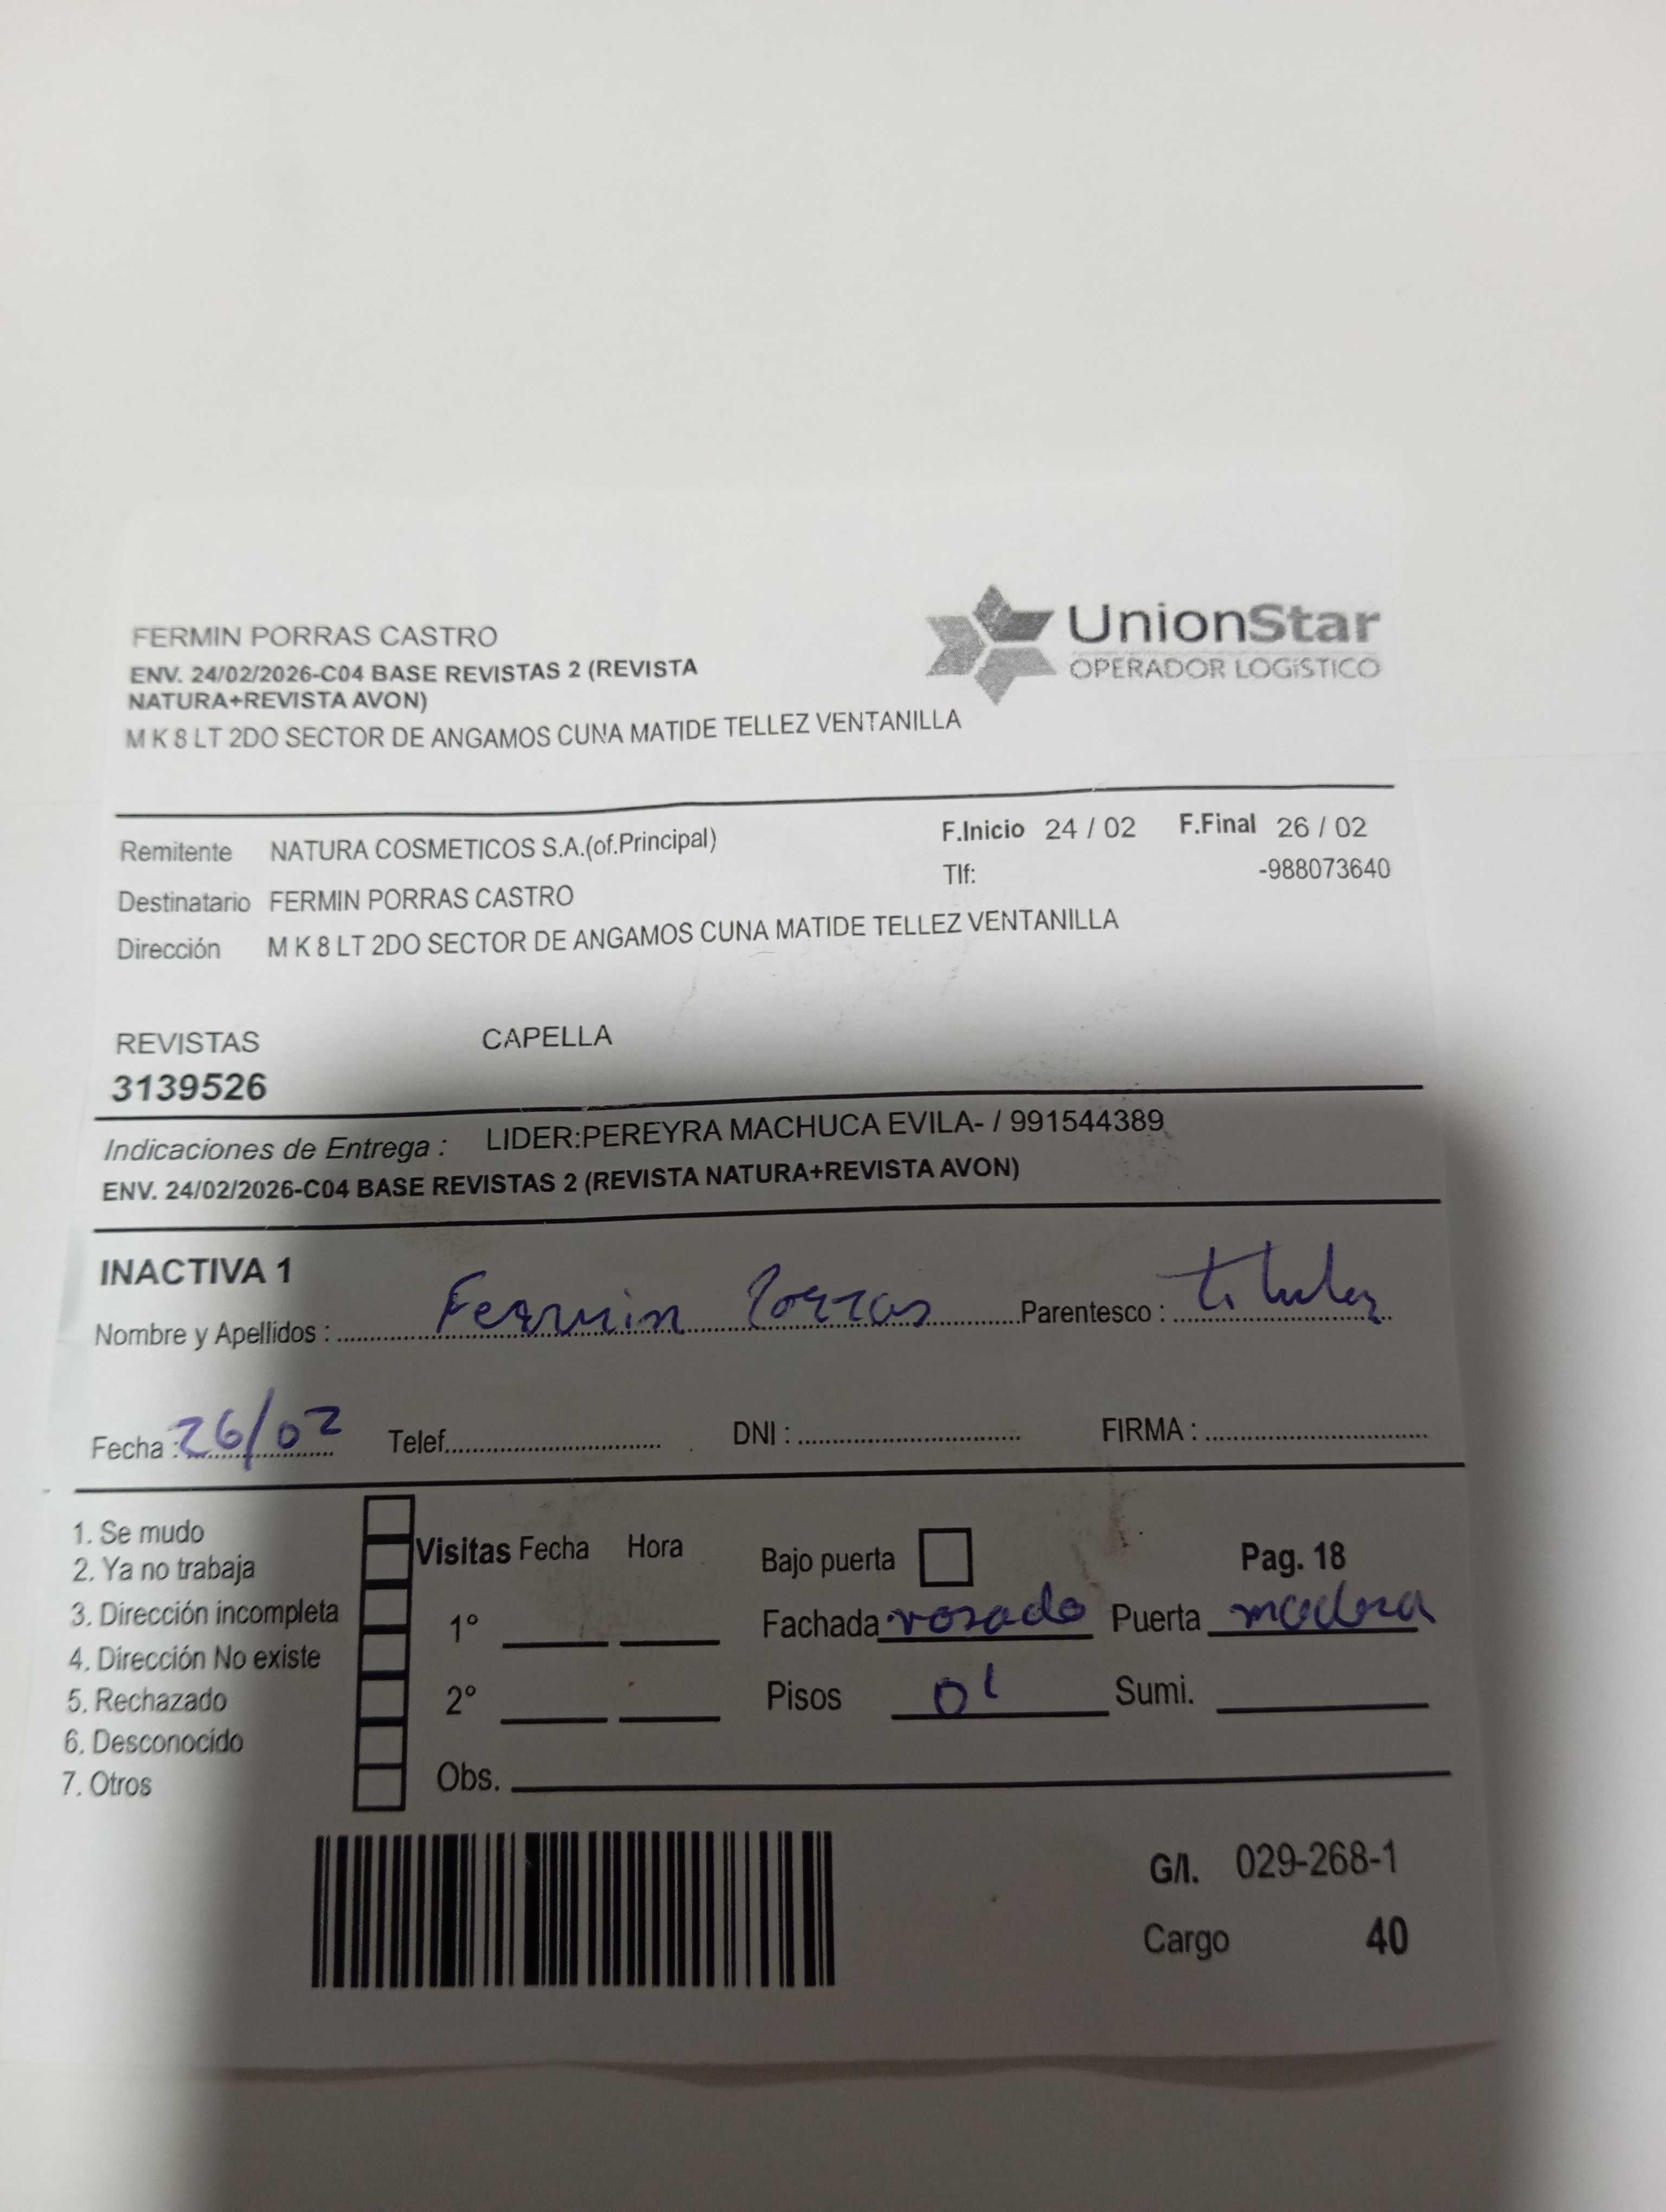 FERMIN PORRAS CASTRO
ENV. 24/02/2026-C04 BASE REVISTAS 2 (REVISTA
NATURA+REVISTA AVON)
M K 8 LT 2DO SECTOR DE ANGAMOS CUNA MATIDE TELLEZ VENTANILLA
UnionStar
OPERADOR LOGÍSTICO
Remitente NATURA COSMETICOS S.A.(of.Principal)
F.Inicio 24 / 02 F.Final 26 / 02
Tlf: -988073640
Destinatario FERMIN PORRAS CASTRO
Dirección M K 8 LT 2DO SECTOR DE ANGAMOS CUNA MATIDE TELLEZ VENTANILLA
REVISTAS CAPELLA
3139526
Indicaciones de Entrega : LIDER:PEREYRA MACHUCA EVILA- / 991544389
ENV. 24/02/2026-C04 BASE REVISTAS 2 (REVISTA NATURA+REVISTA AVON)
INACTIVA 1
Nombre y Apellidos : Fermin Porras Parentesco : titular
Fecha : 26/02 Telef. DNI : FIRMA :
1. Se mudo
2. Ya no trabaja
3. Dirección incompleta
4. Dirección No existe
5. Rechazado
6. Desconocido
7. Otros
Visitas Fecha Hora
1°
2°
Obs.
Bajo puerta Pag. 18
Fachada rosado Puerta madera
Pisos 01 Sumi.
G/I. 029-268-1
Cargo 40